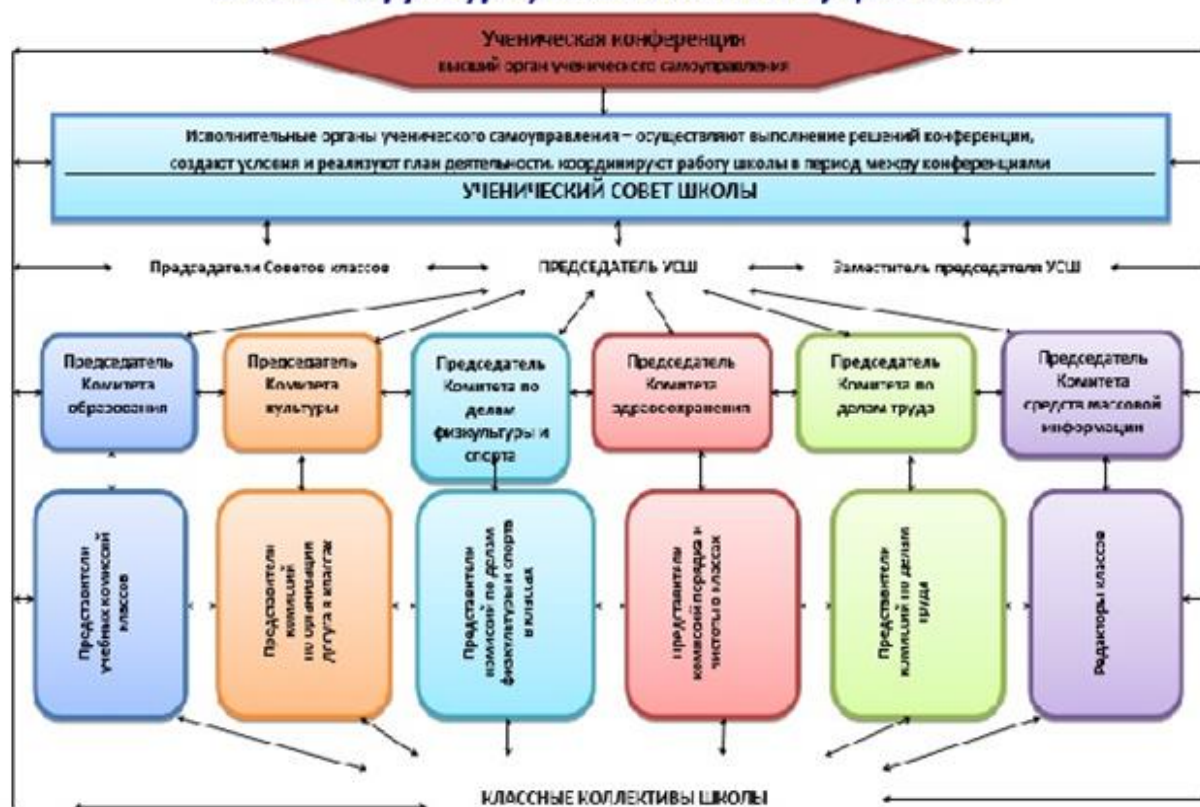 Ученическая конференция
высший орган ученического самоуправления
Исполнительные органы ученического самоуправления – осуществляют выполнение решений конференции,
создают условия и реализуют план деятельности, координируют работу школы в период между конференциями
УЧЕНИЧЕСКИЙ СОВЕТ ШКОЛЫ
Председатели Советов классов
ПРЕДСЕДАТЕЛЬ УСШ
Заместитель председателя УСШ
Председатель
Комитета
образования
Председатель
Комитета
культуры
Председатель
Комитета по
делам
физкультуры и
спорта
Председатель
Комитета
здравоохранения
Председатель
Комитета по
делам труда
Председатель
Комитета
средств массовой
информации
Представители
учебных комиссий
классов
Представители
комиссий
по организации
досуга в классах
Представители
комиссий по делам
физкультуры и спорта
в классах
Представители
комиссий порядка и
чистоты в классах
Представители
комиссий по делам
труда
Редакторы классов
КЛАССНЫЕ КОЛЛЕКТИВЫ ШКОЛЫ